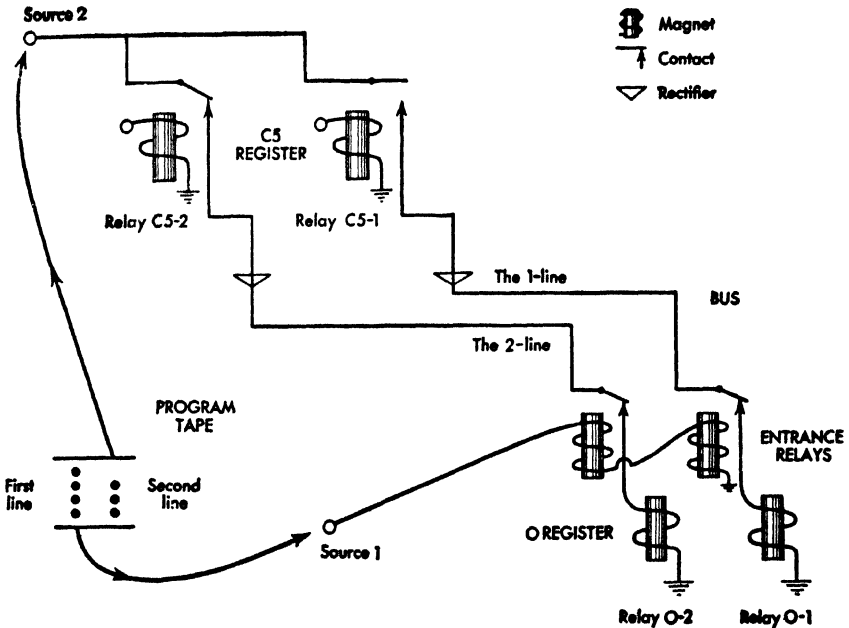 Source 2
Magnet
Contact
Rectifier
C5
REGISTER
Relay C5-2
Relay C5-1
The 1-line
BUS
The 2-line
PROGRAM
TAPE
First
line
Second
line
ENTRANCE
RELAYS
Source 1
O REGISTER
Relay O-2
Relay O-1